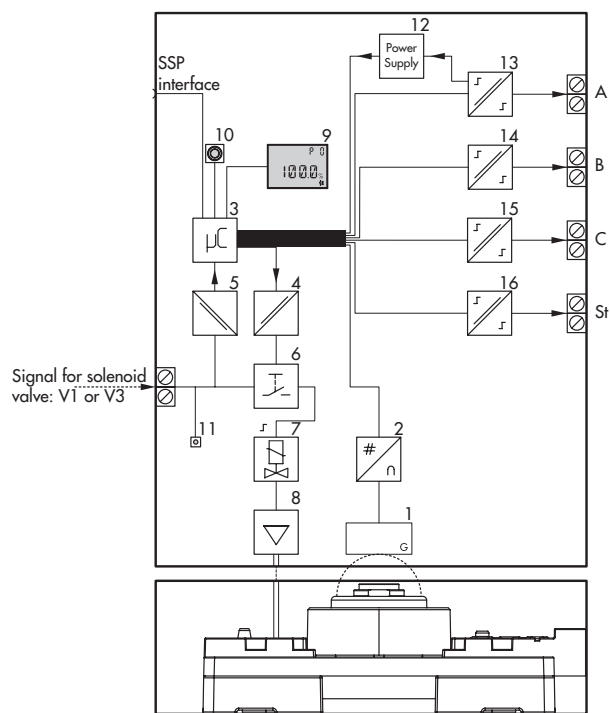 12
Power
Supply
13
SSP
interface
A
10
9
P 0
100.0 %
14
B
3
µC
15
C
5
4
16
St
6
Signal for solenoid
valve: V1 or V3
11
7
2
#
∩
8
1
G